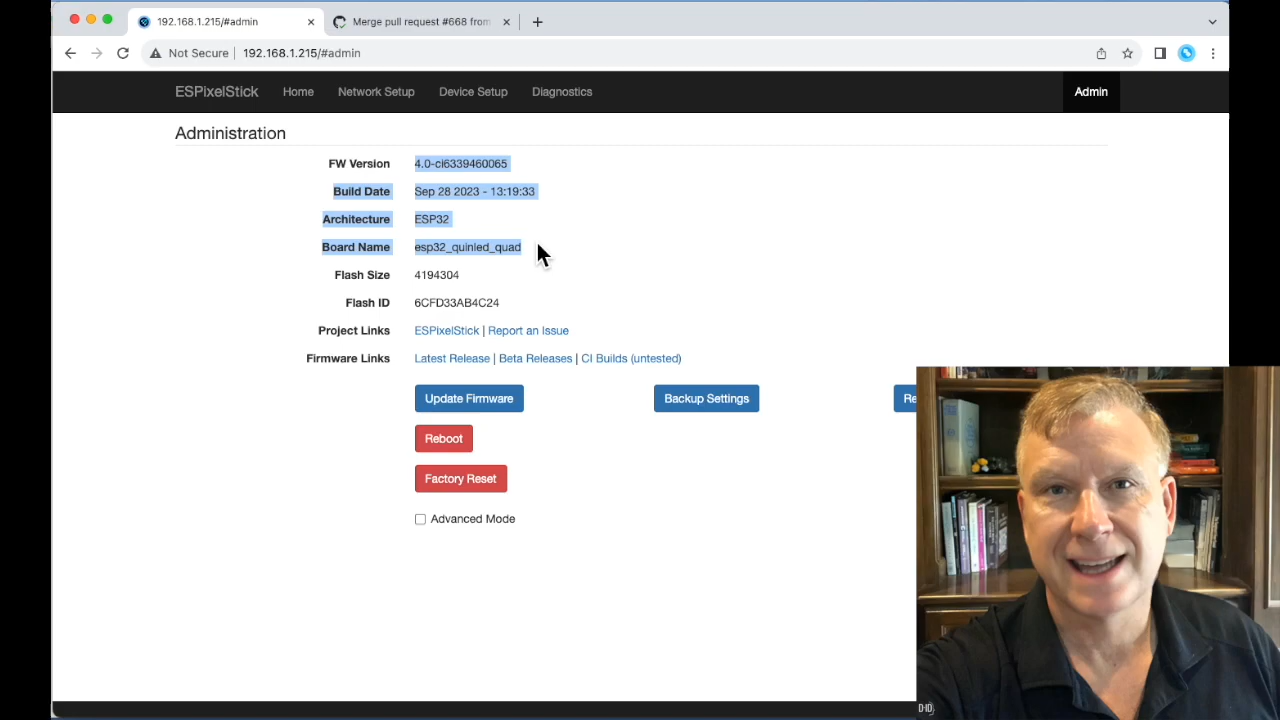 192.168.1.215/#admin
Merge pull request #668 from
Not Secure
192.168.1.215/#admin
ESPixelStick
Home
Network Setup
Device Setup
Diagnostics
Admin
Administration
FW Version 4.0-ci6339460065
Build Date Sep 28 2023 - 13:19:33
Architecture ESP32
Board Name esp32_quinled_quad
Flash Size 4194304
Flash ID 6CFD33AB4C24
Project Links ESPixelStick | Report an Issue
Firmware Links Latest Release | Beta Releases | CI Builds (untested)
Update Firmware
Backup Settings
Re
Reboot
Factory Reset
Advanced Mode